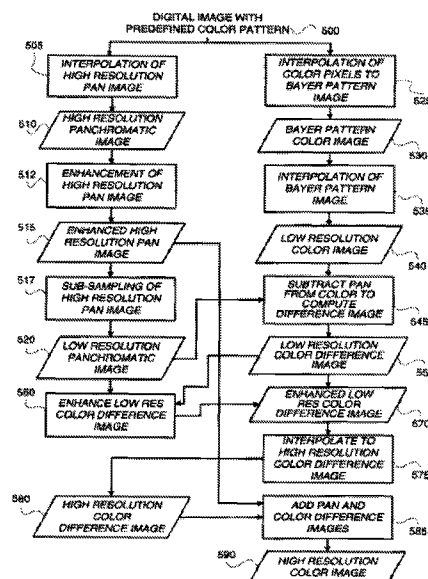 DIGITAL IMAGE WITH
PREDEFINED COLOR PATTERN
500
505
INTERPOLATION OF
HIGH RESOLUTION
PAN IMAGE
510
HIGH RESOLUTION
PANCHROMATIC
IMAGE
512
ENHANCEMENT OF
HIGH RESOLUTION
PAN IMAGE
515
ENHANCED HIGH
RESOLUTION PAN
IMAGE
517
SUB-SAMPLING OF
HIGH RESOLUTION
PAN IMAGE
520
LOW RESOLUTION
PANCHROMATIC
IMAGE
560
ENHANCE LOW RES
COLOR DIFFERENCE
IMAGE
580
HIGH RESOLUTION
COLOR
DIFFERENCE IMAGE
INTERPOLATION OF
COLOR PIXELS TO
BAYER PATTERN
IMAGE
525
BAYER PATTERN
COLOR IMAGE
530
INTERPOLATION OF
BAYER PATTERN
IMAGE
535
LOW RESOLUTION
COLOR IMAGE
540
SUBTRACT PAN
FROM COLOR TO
COMPUTE
DIFFERENCE IMAGE
545
LOW RESOLUTION
COLOR DIFFERENCE
IMAGE
ENHANCED LOW
RES COLOR
DIFFERENCE IMAGE
570
INTERPOLATE TO
HIGH RESOLUTION
COLOR DIFFERENCE
IMAGE
575
ADD PAN AND
COLOR DIFFERENCE
IMAGES
585
590
HIGH RESOLUTION
COLOR IMAGE